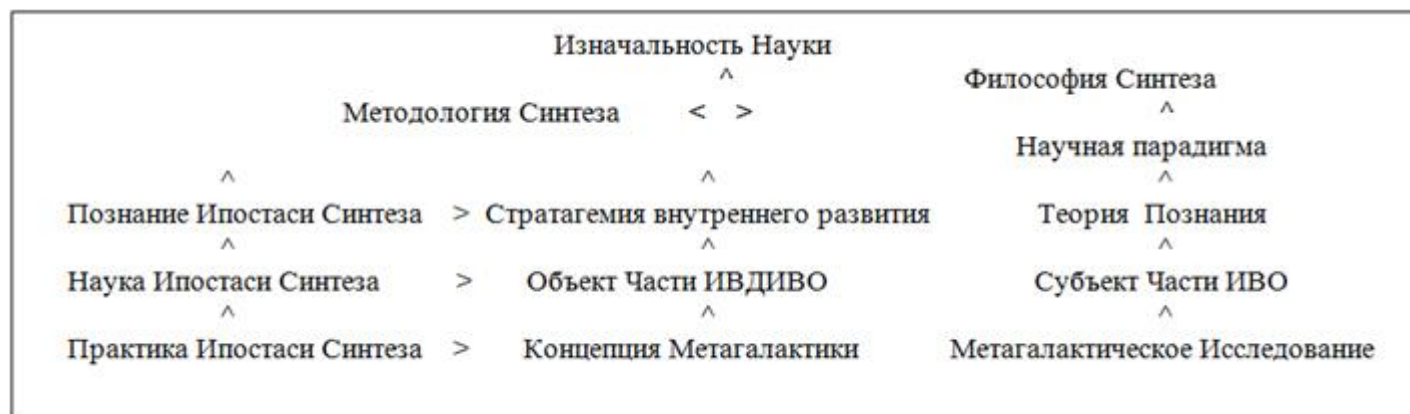 Изначальность Науки
^ Философия Синтеза
Методология Синтеза < > ^
Научная парадигма
^ ^ ^
Познание Ипостаси Синтеза > Стратагемия внутреннего развития Теория Познания
^ ^ ^
Наука Ипостаси Синтеза > Объект Части ИВДИВО Субъект Части ИВО
^ ^ ^
Практика Ипостаси Синтеза > Концепция Метагалактики Метагалактическое Исследование